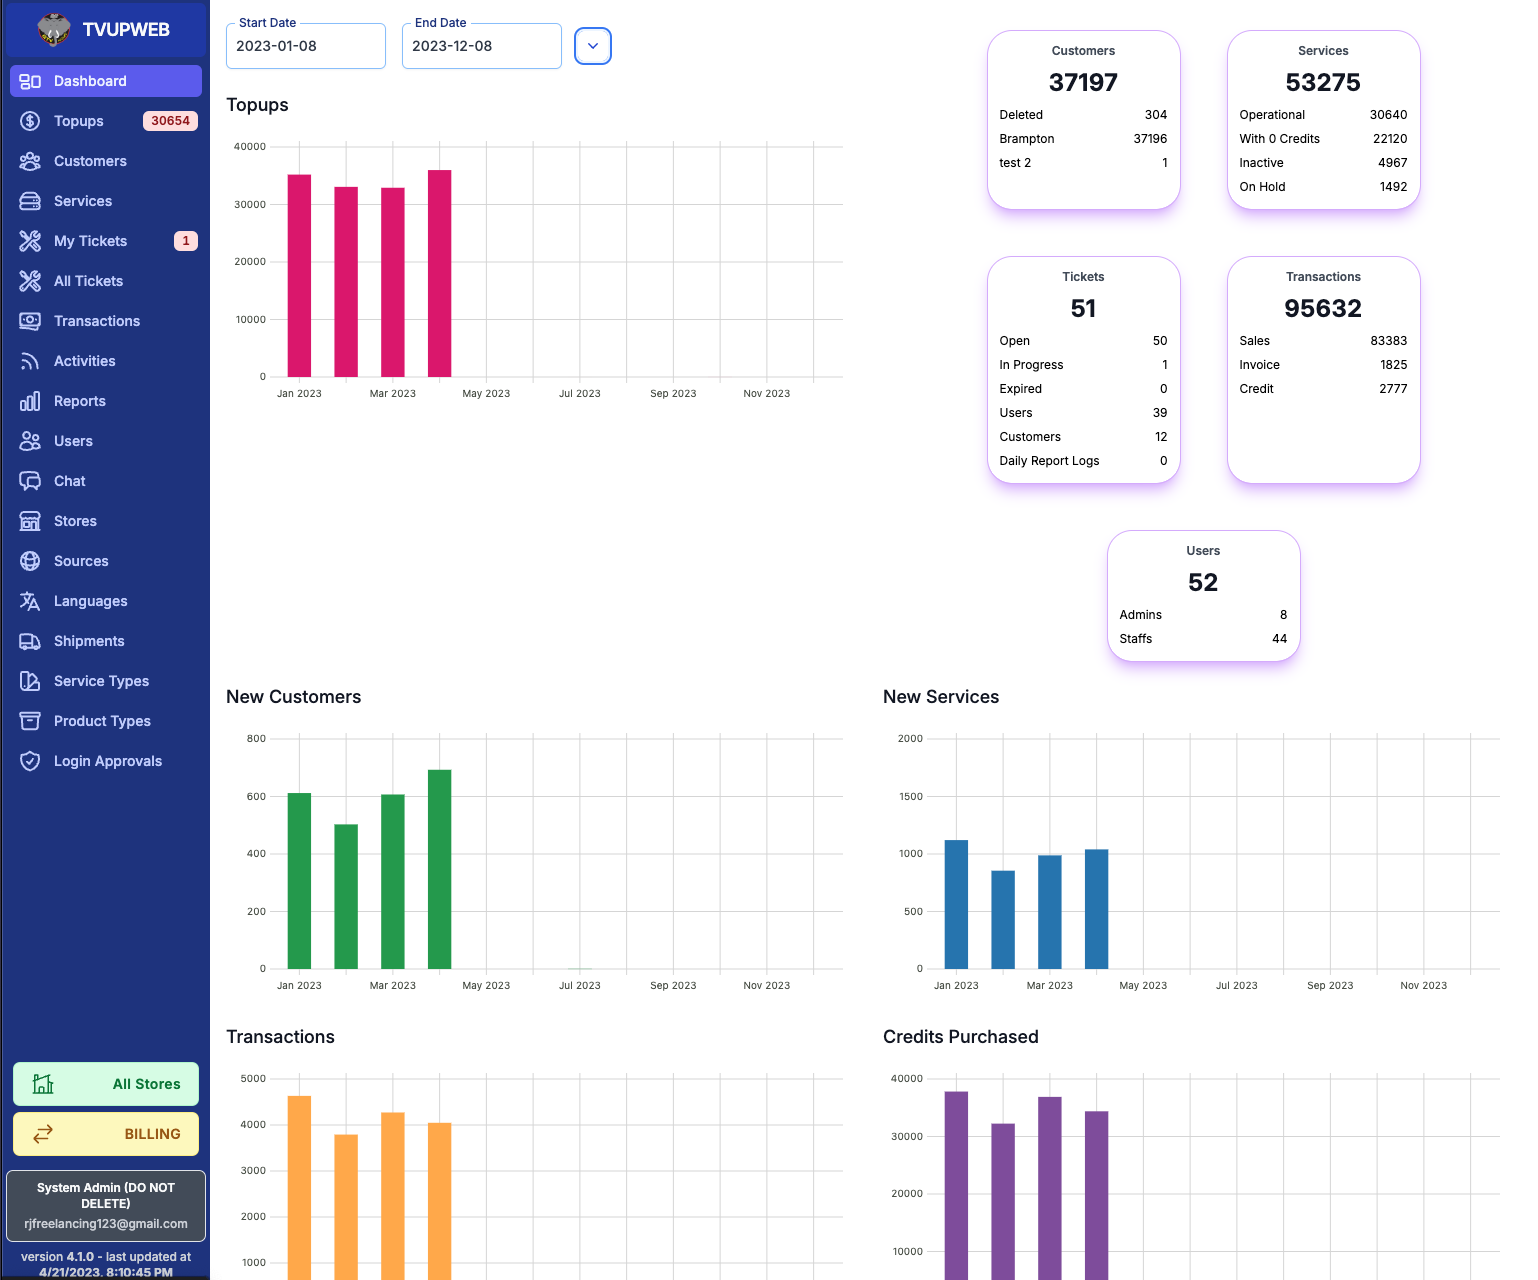 TVUPWEB
Dashboard
Topups 30654
Customers
Services
My Tickets 1
All Tickets
Transactions
Activities
Reports
Users
Chat
Stores
Sources
Languages
Shipments
Service Types
Product Types
Login Approvals
All Stores
BILLING
System Admin (DO NOT
DELETE)
rjfreelancing123@gmail.com
version 4.1.0 - last updated at
4/21/2023, 8:10:45 PM
Start Date
2023-01-08
End Date
2023-12-08
Topups
40000
30000
20000
10000
0
Jan 2023 Mar 2023 May 2023 Jul 2023 Sep 2023 Nov 2023
Customers
37197
Deleted 304
Brampton 37196
test 2 1
Services
53275
Operational 30640
With 0 Credits 22120
Inactive 4967
On Hold 1492
Tickets
51
Open 50
In Progress 1
Expired 0
Users 39
Customers 12
Daily Report Logs 0
Transactions
95632
Sales 83383
Invoice 1825
Credit 2777
Users
52
Admins 8
Staffs 44
New Customers
800
600
400
200
0
Jan 2023 Mar 2023 May 2023 Jul 2023 Sep 2023 Nov 2023
New Services
2000
1500
1000
500
0
Jan 2023 Mar 2023 May 2023 Jul 2023 Sep 2023 Nov 2023
Transactions
5000
4000
3000
2000
1000
Credits Purchased
40000
30000
20000
10000